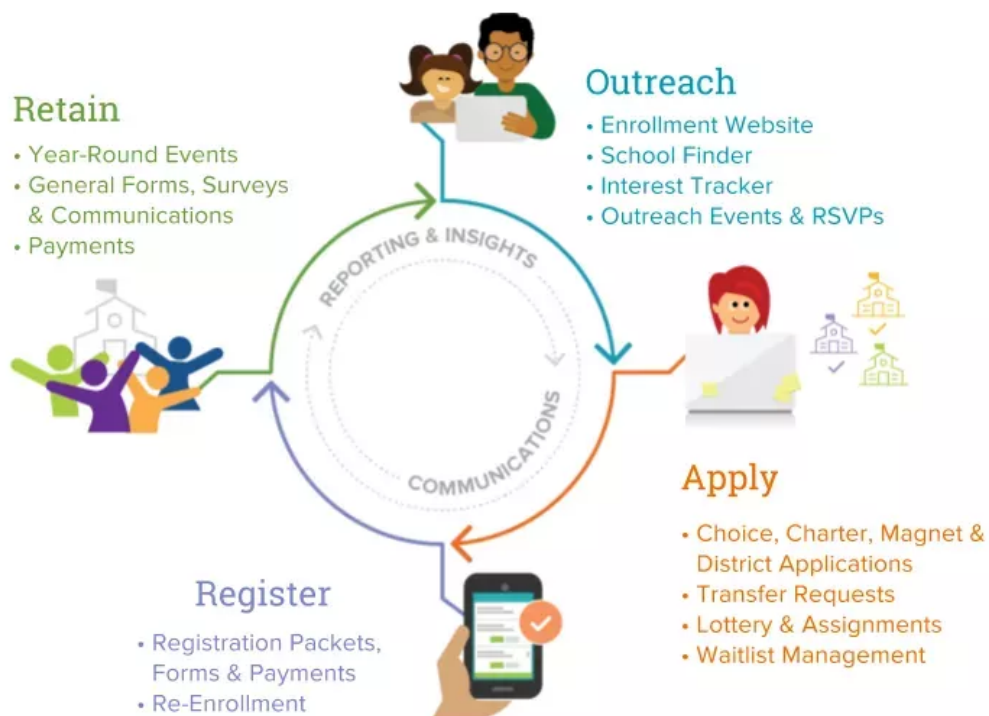 Retain
• Year-Round Events
• General Forms, Surveys
& Communications
• Payments
Outreach
• Enrollment Website
• School Finder
• Interest Tracker
• Outreach Events & RSVPs
REPORTING & INSIGHTS
COMMUNICATIONS
Apply
• Choice, Charter, Magnet &
District Applications
• Transfer Requests
• Lottery & Assignments
• Waitlist Management
Register
• Registration Packets,
Forms & Payments
• Re-Enrollment